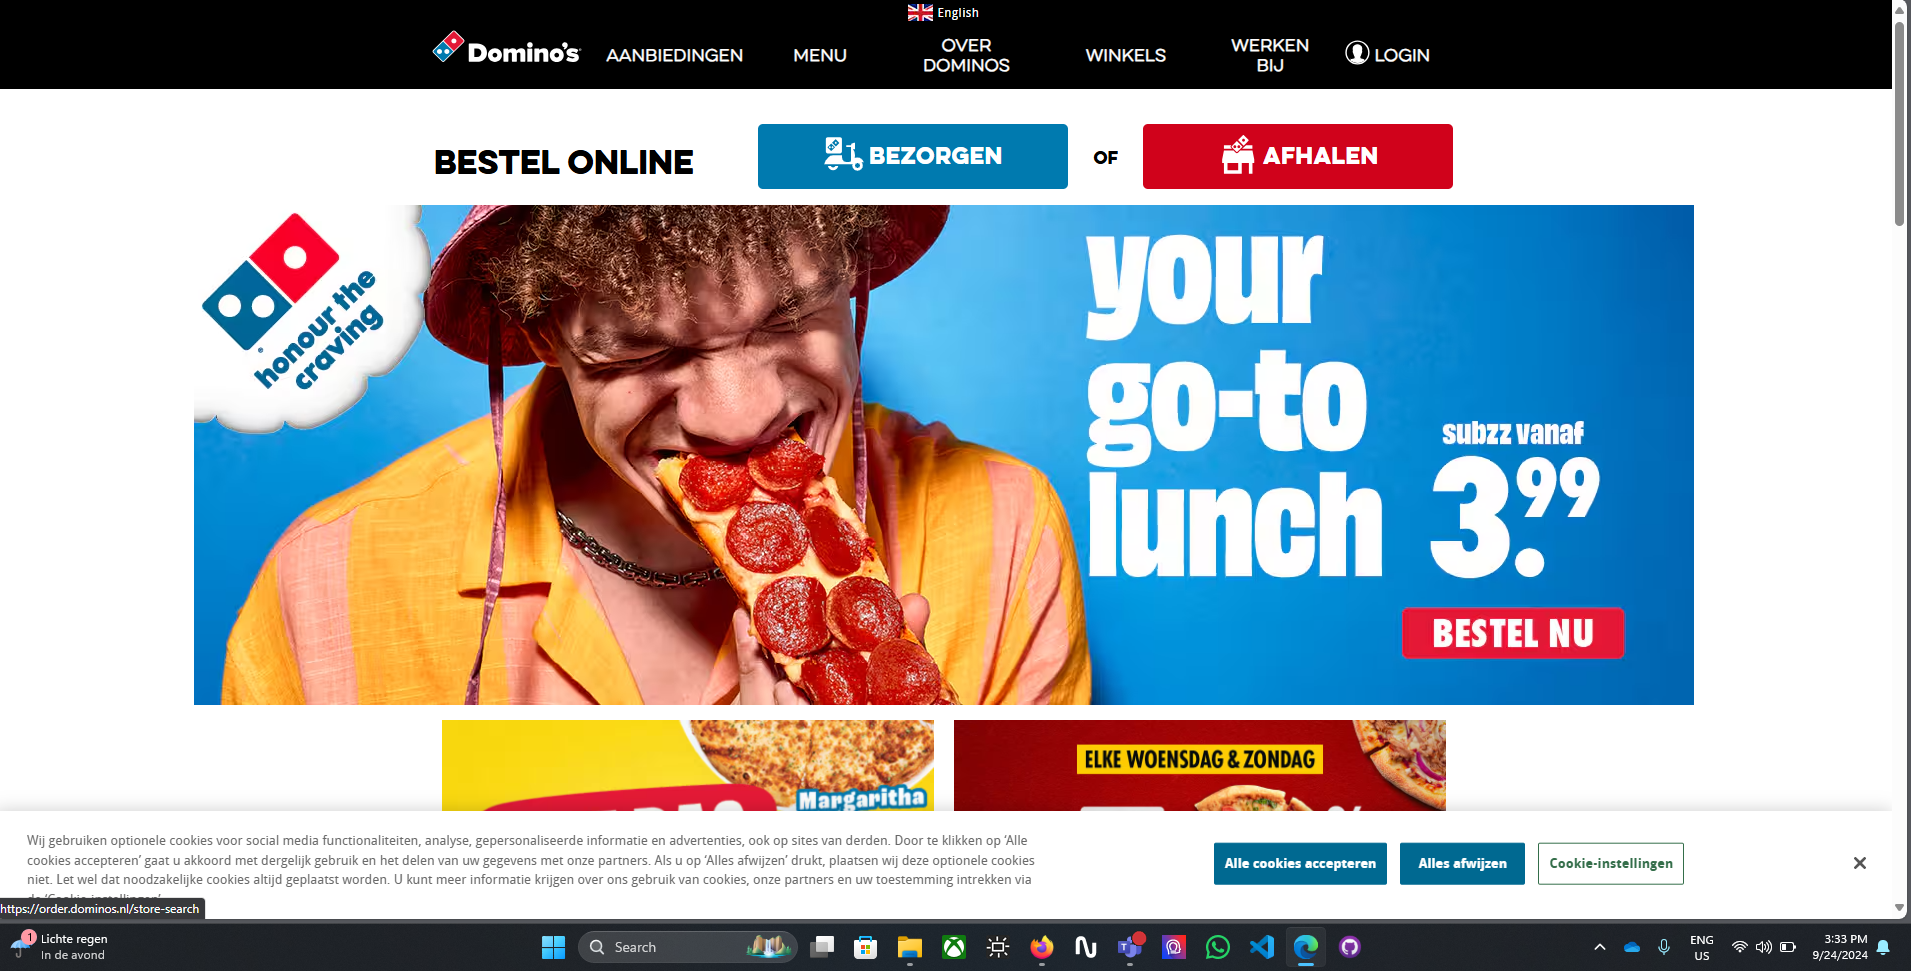 English
Domino's
AANBIEDINGEN
MENU
OVER
DOMINOS
WINKELS
WERKEN
BIJ
LOGIN
BESTEL ONLINE
BEZORGEN
OF
AFHALEN
honour the
craving
your
go-to
lunch
subzz vanaf
3.99
BESTEL NU
Margaritha
ELKE WOENSDAG & ZONDAG
Wij gebruiken optionele cookies voor social media functionaliteiten, analyse, gepersonaliseerde informatie en advertenties, ook op sites van derden. Door te klikken op ‘Alle
cookies accepteren’ gaat u akkoord met dergelijk gebruik en het delen van uw gegevens met onze partners. Als u op ‘Alles afwijzen’ drukt, plaatsen wij deze optionele cookies
niet. Let wel dat noodzakelijke cookies altijd geplaatst worden. U kunt meer informatie krijgen over ons gebruik van cookies, onze partners en uw toestemming intrekken via
Alle cookies accepteren
Alles afwijzen
Cookie-instellingen
https://order.dominos.nl/store-search
1
Lichte regen
In de avond
Search
ENG
US
3:33 PM
9/24/2024